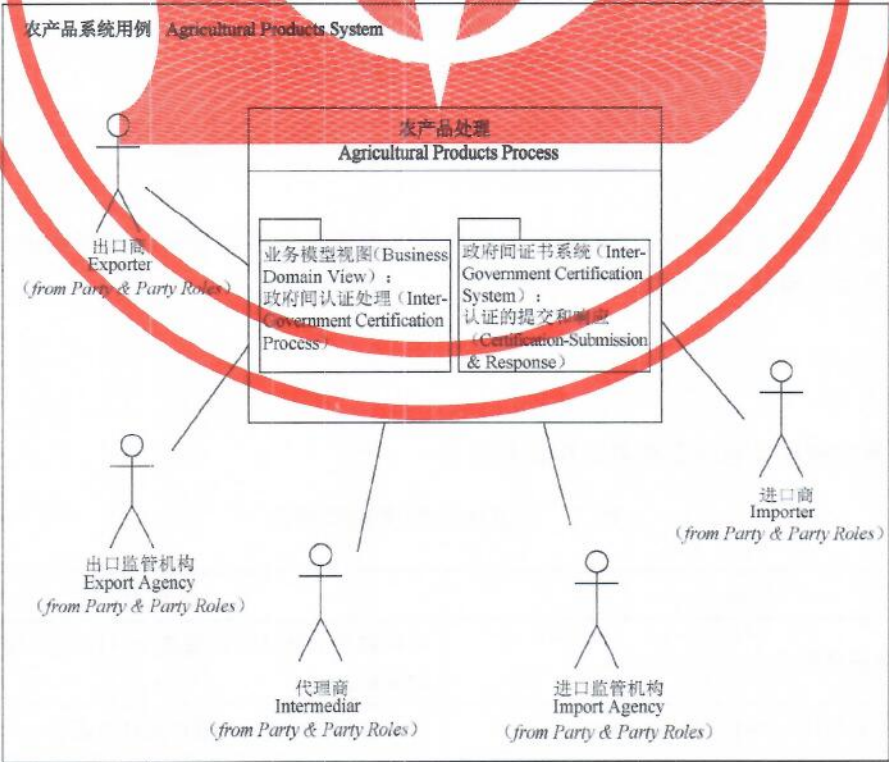 农产品系统用例 Agricultural Products System
农产品处理
Agricultural Products Process
业务模型视图(Business
Domain View)：
政府间认证处理(Inter-
Government Certification
Process)
政府间证书系统(Inter-
Government Certification
System)：
认证的提交和响应
(Certification-Submission
& Response)
出口商
Exporter
(from Party & Party Roles)
出口监管机构
Export Agency
(from Party & Party Roles)
代理商
Intermediar
(from Party & Party Roles)
进口监管机构
Import Agency
(from Party & Party Roles)
进口商
Importer
(from Party & Party Roles)